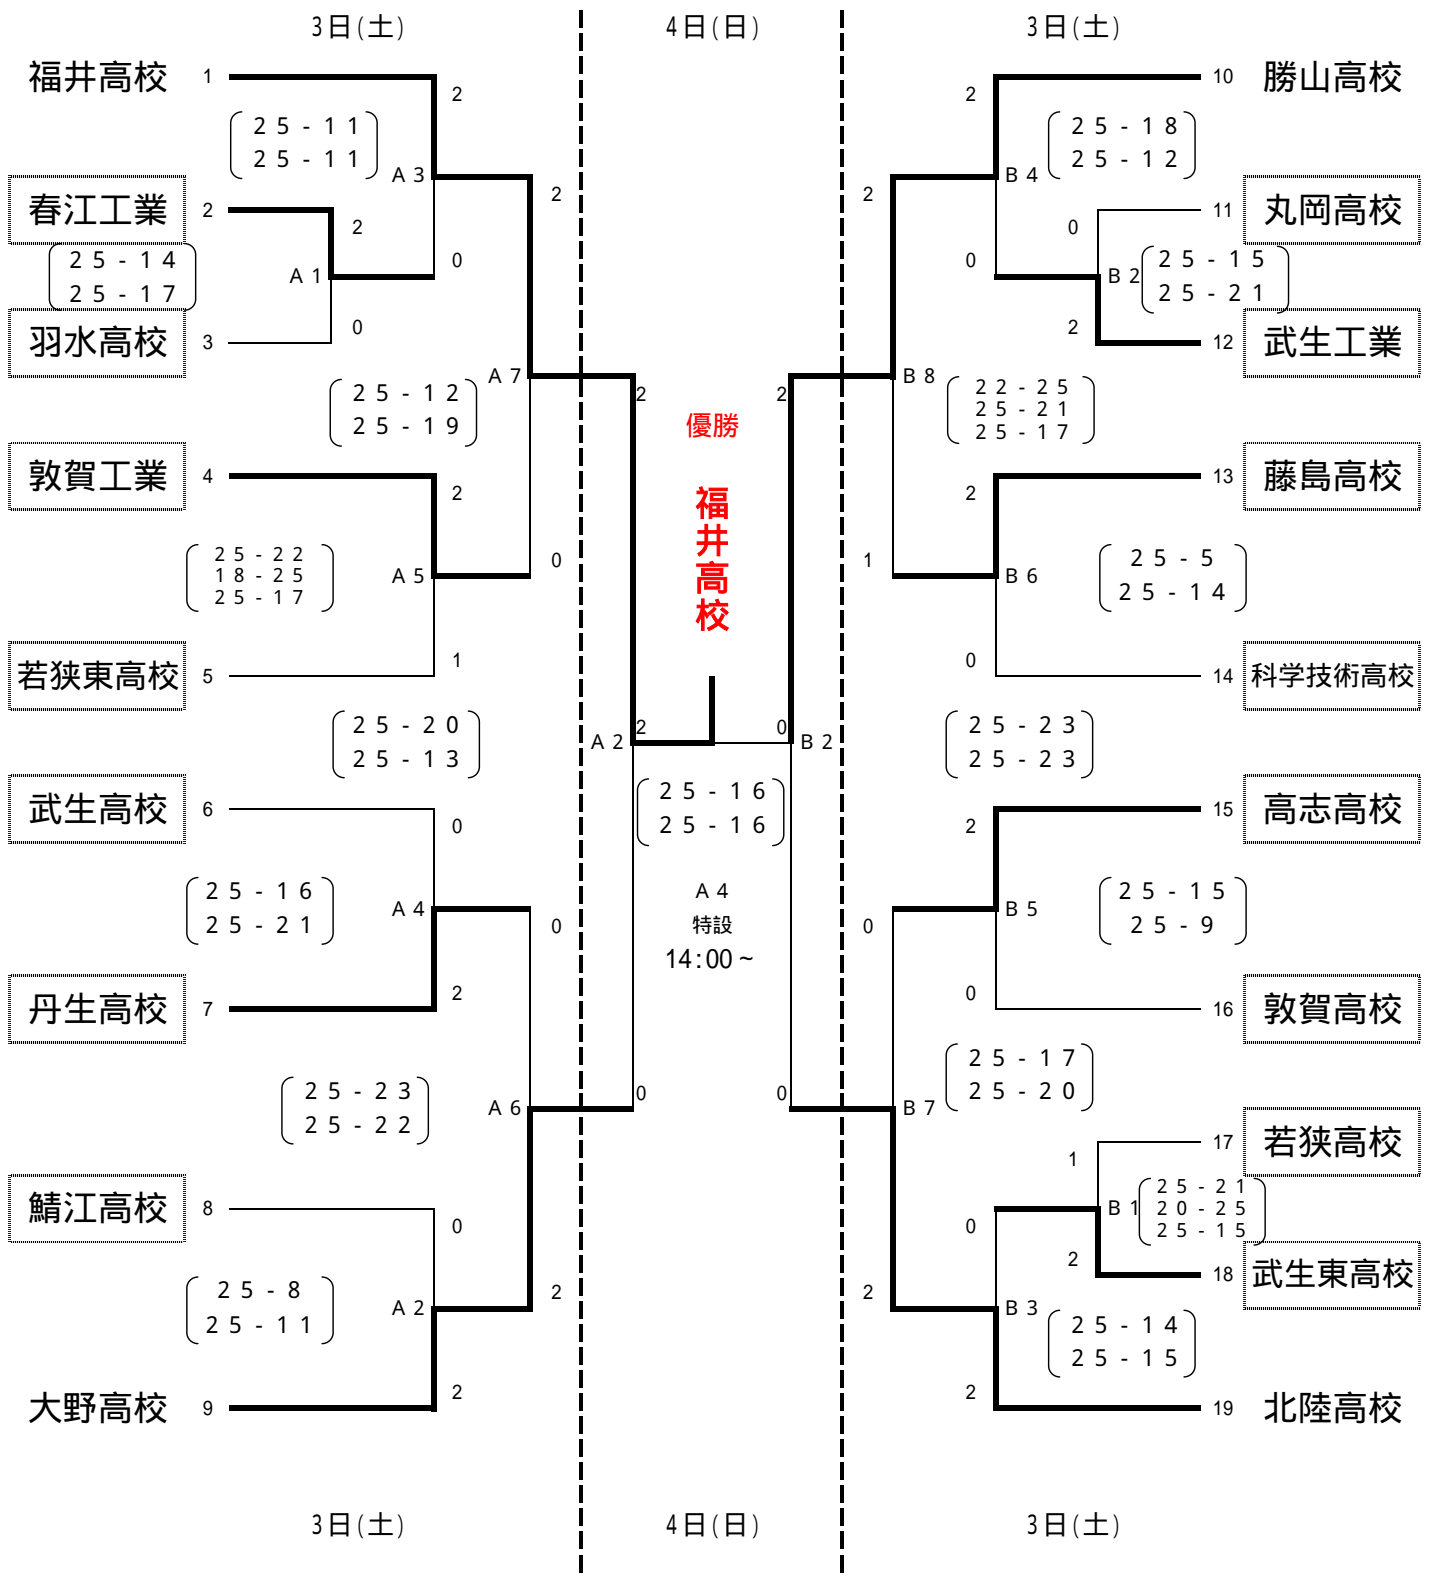 3日(土) 4日(日) 3日(土)
福井高校 1 2 2 10 勝山高校
25-11
25-11
25-18
25-12
A3 B4
2 2
春江工業 2 2 0 11 丸岡高校
25-14
25-17
A1 0 0 B2
25-15
25-21
羽水高校 3 0 2 12 武生工業
A7 B8
25-12
25-19
2 2
22-25
25-21
25-17
優勝
福井高校
敦賀工業 4 2 2 13 藤島高校
25-22
18-25
25-17
A5 0 1 B6
25-5
25-14
若狭東高校 5 1 0 14 科学技術高校
25-20
25-13
A2 2 0 B2
25-23
25-23
25-16
25-16
武生高校 6 0 2 15 高志高校
25-16
25-21
A4 0 0 B5
25-15
25-9
A4
特設
14:00~
丹生高校 7 2 0 16 敦賀高校
25-23
25-22
A6 0 0 B7
25-17
25-20
1 17 若狭高校
鯖江高校 8 0 0 B1
25-21
20-25
25-15
2 18 武生東高校
25-8
25-11
A2 2 2 B3
25-14
25-15
大野高校 9 2 2 19 北陸高校
3日(土) 4日(日) 3日(土)